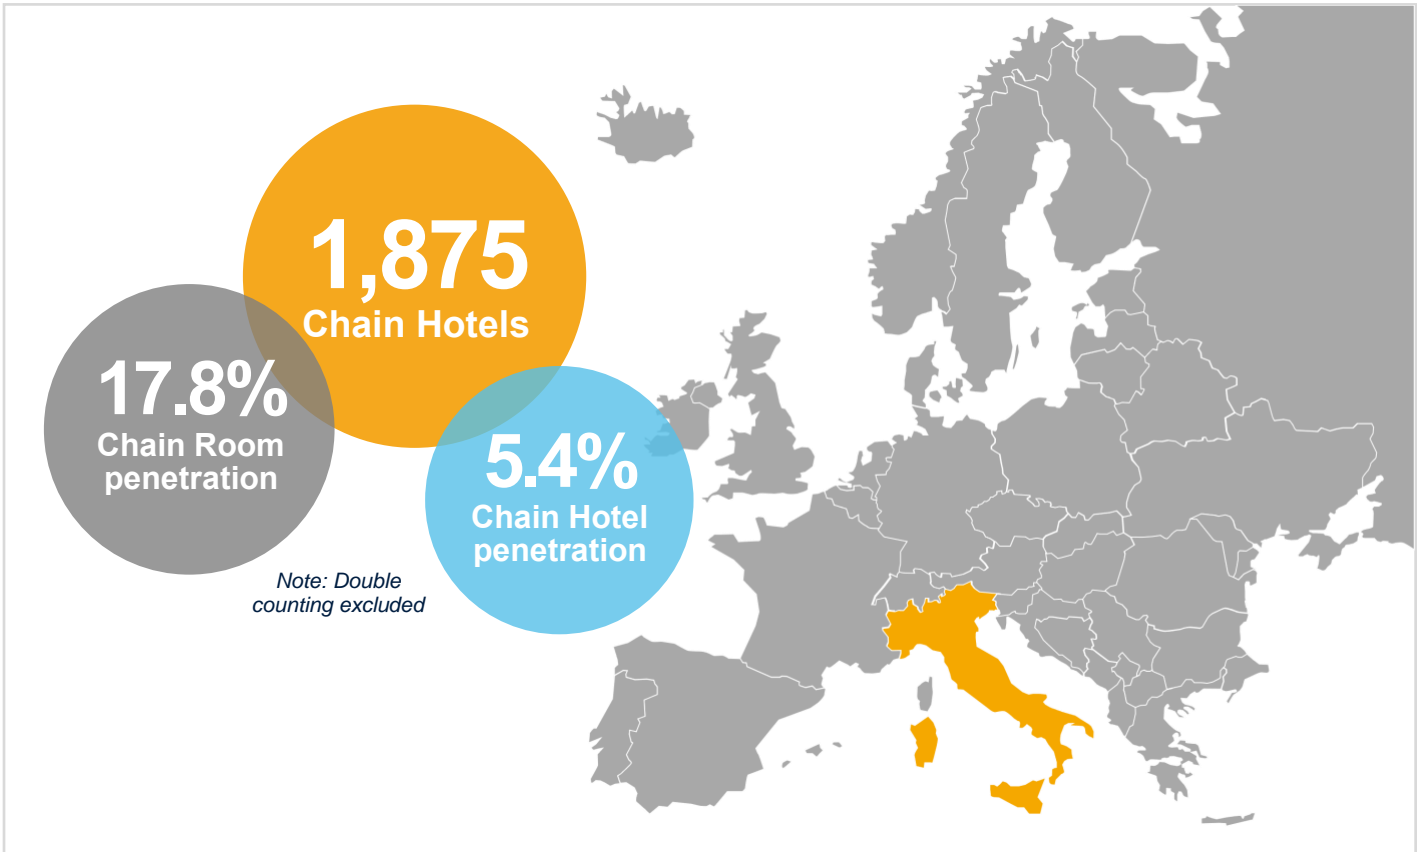 1,875
Chain Hotels
17.8%
Chain Room
penetration
5.4%
Chain Hotel
penetration
Note: Double
counting excluded